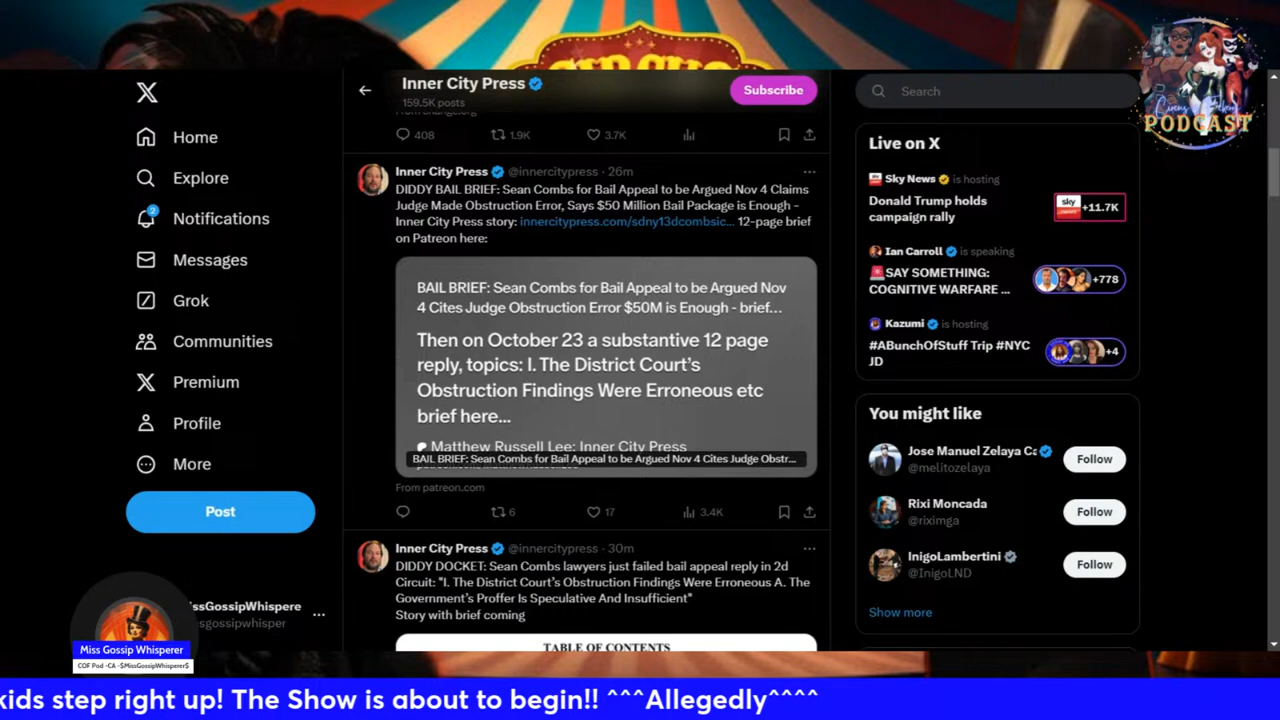 Home
Explore
2
Notifications
Messages
Grok
Communities
Premium
Profile
More
Post
ssGossipWhispere
sgossipwhisper
Miss Gossip Whisperer
COF Pod -CA -$MissGossipWhisperer$
Inner City Press
159.5K posts
Subscribe
408
1.9K
3.7K
Inner City Press @innercitypress · 26m
DIDDY BAIL BRIEF: Sean Combs for Bail Appeal to be Argued Nov 4 Claims
Judge Made Obstruction Error, Says $50 Million Bail Package is Enough -
Inner City Press story: innercitypress.com/sdny13dcombsic... 12-page brief
on Patreon here:
BAIL BRIEF: Sean Combs for Bail Appeal to be Argued Nov
4 Cites Judge Obstruction Error $50M is Enough - brief...
Then on October 23 a substantive 12 page
reply, topics: I. The District Court's
Obstruction Findings Were Erroneous etc
brief here...
Matthew Russell Lee: Inner City Press
BAIL BRIEF: Sean Combs for Bail Appeal to be Argued Nov 4 Cites Judge Obstr...
From patreon.com
6
17
3.4K
Inner City Press @innercitypress · 30m
DIDDY DOCKET: Sean Combs lawyers just failed bail appeal reply in 2d
Circuit: "I. The District Court's Obstruction Findings Were Erroneous A. The
Government's Proffer Is Speculative And Insufficient"
Story with brief coming
TABLE OF CONTENTS
Search
Live on X
Sky News is hosting
Donald Trump holds
campaign rally
sky
+11.7K
Ian Carroll is speaking
SAY SOMETHING:
COGNITIVE WARFARE ...
+778
Kazumi is hosting
#ABunchOfStuff Trip #NYC
JD
+4
You might like
Jose Manuel Zelaya Ca
@melitozelaya
Follow
Rixi Moncada
@riximga
Follow
InigoLambertini
@InigoLND
Follow
Show more
PODCAST
kids step right up! The Show is about to begin!! ^^^Allegedly^^^^